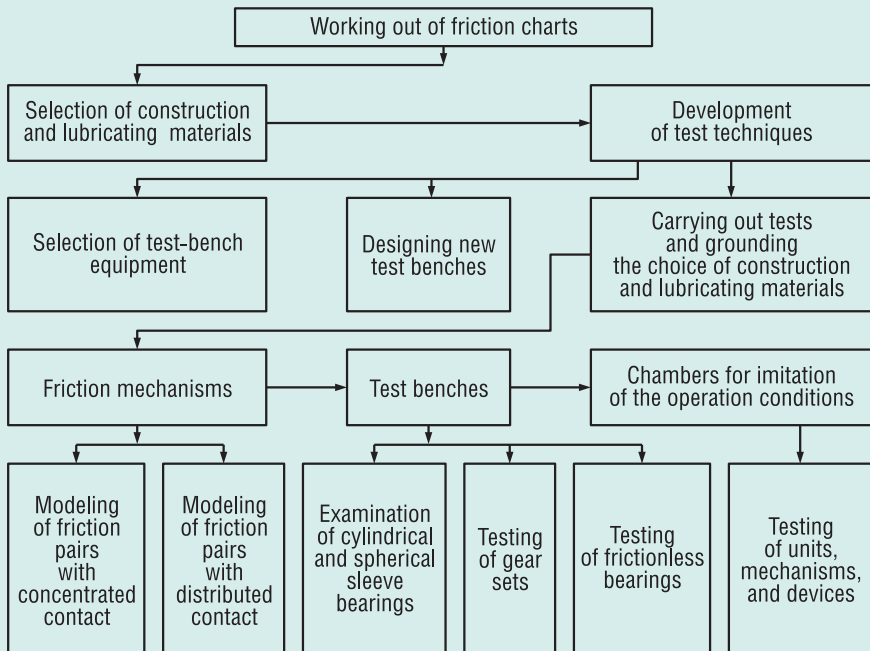 Working out of friction charts
Selection of construction
and lubricating materials
Development
of test techniques
Selection of test-bench
equipment
Designing new
test benches
Carrying out tests
and grounding
the choice of construction
and lubricating materials
Friction mechanisms
Test benches
Chambers for imitation
of the operation conditions
Modeling
of friction
pairs
with
concentrated
contact
Modeling
of friction
pairs
with
distributed
contact
Examination
of cylindrical
and spherical
sleeve
bearings
Testing
of gear
sets
Testing
of frictionless
bearings
Testing
of units,
mechanisms,
and devices